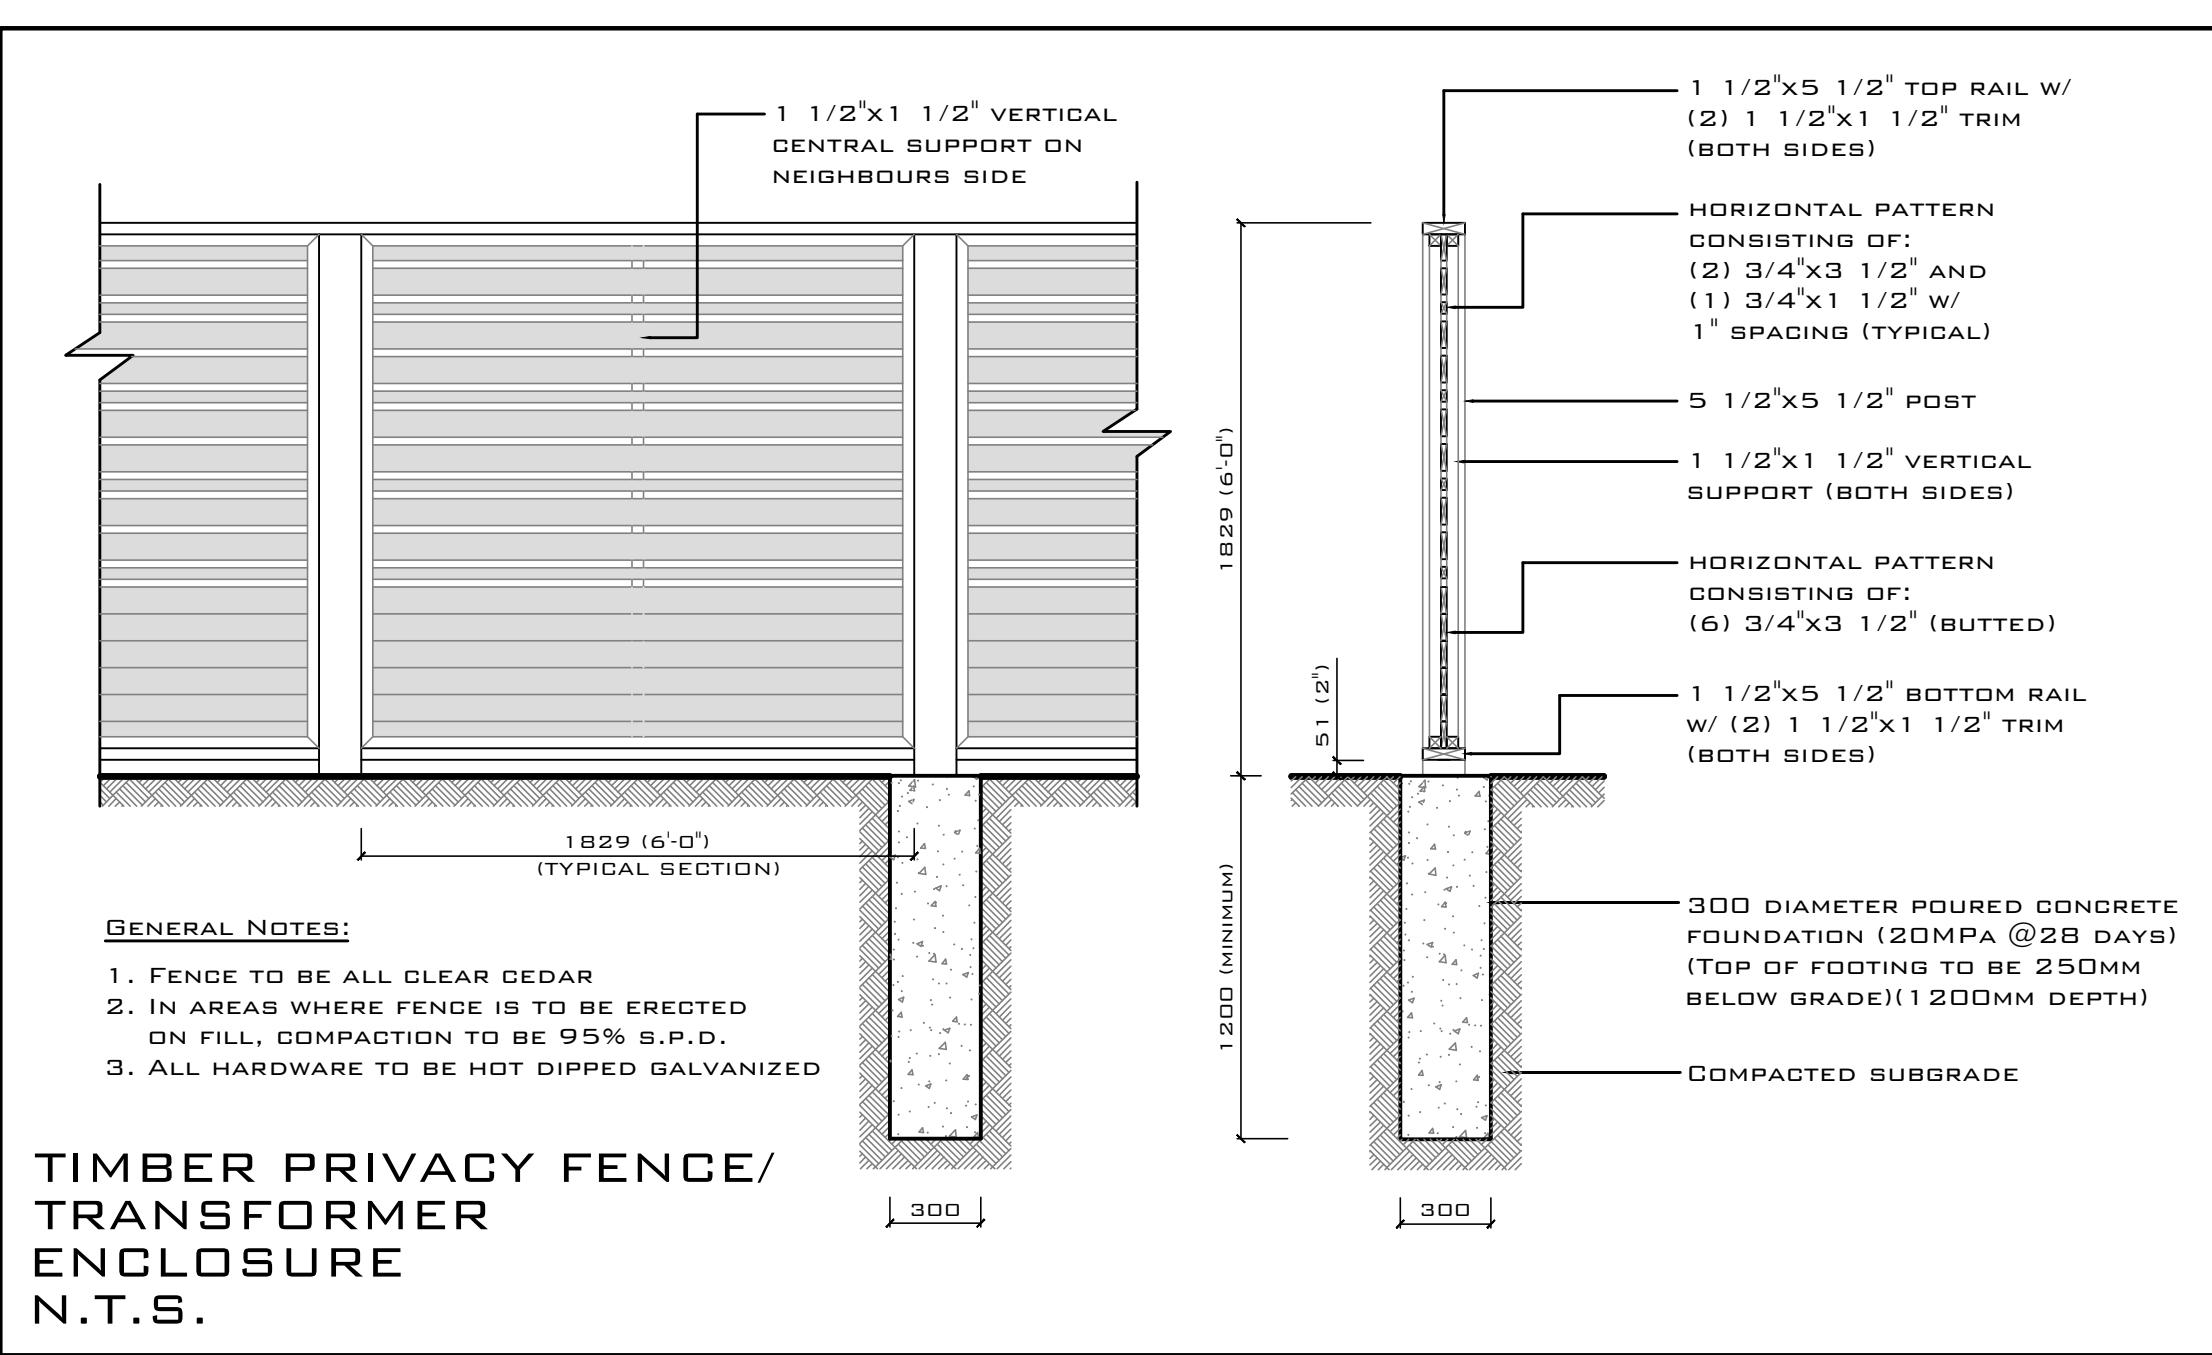 1 1/2"x1 1/2" VERTICAL
CENTRAL SUPPORT ON
NEIGHBOURS SIDE
1 1/2"x5 1/2" TOP RAIL W/
(2) 1 1/2"x1 1/2" TRIM
(BOTH SIDES)
HORIZONTAL PATTERN
CONSISTING OF:
(2) 3/4"x3 1/2" AND
(1) 3/4"x1 1/2" W/
1" SPACING (TYPICAL)
5 1/2"x5 1/2" POST
1 1/2"x1 1/2" VERTICAL
SUPPORT (BOTH SIDES)
HORIZONTAL PATTERN
CONSISTING OF:
(6) 3/4"x3 1/2" (BUTTED)
1 1/2"x5 1/2" BOTTOM RAIL
W/ (2) 1 1/2"x1 1/2" TRIM
(BOTH SIDES)
1829 (6'-0")
51 (2")
1829 (6'-0")
(TYPICAL SECTION)
1200 (MINIMUM)
300 DIAMETER POURED CONCRETE
FOUNDATION (20MPA @28 DAYS)
(TOP OF FOOTING TO BE 250MM
BELOW GRADE)(1200MM DEPTH)
COMPACTED SUBGRADE
GENERAL NOTES:
1. FENCE TO BE ALL CLEAR CEDAR
2. IN AREAS WHERE FENCE IS TO BE ERECTED
ON FILL, COMPACTION TO BE 95% S.P.D.
3. ALL HARDWARE TO BE HOT DIPPED GALVANIZED
300
300
TIMBER PRIVACY FENCE/
TRANSFORMER
ENCLOSURE
N.T.S.